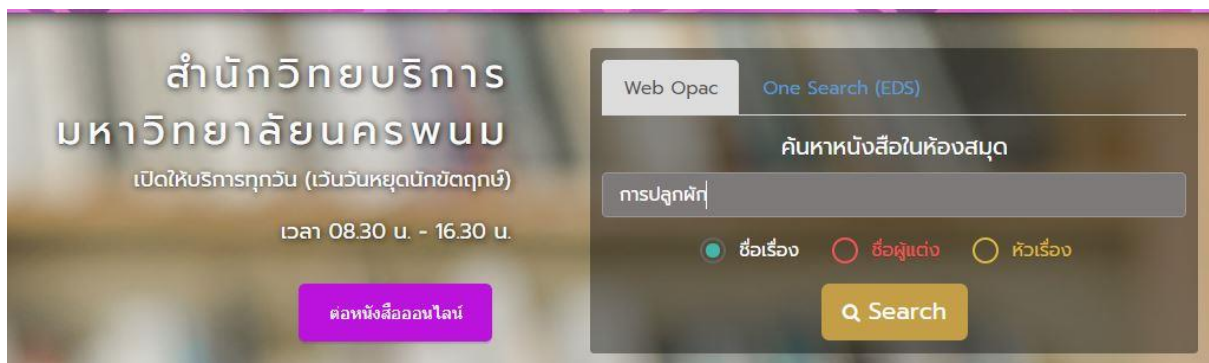 สำนักวิทยบริการ
มหาวิทยาลัยนครพนม
เปิดให้บริการทุกวัน (เว้นวันหยุดนักขัตฤกษ์)
เวลา 08.30 น. - 16.30 น.
ต่อหนังสือออนไลน์
Web Opac One Search (EDS)
ค้นหาหนังสือในห้องสมุด
การปลูกผัก
ชื่อเรื่อง ชื่อผู้แต่ง หัวเรื่อง
Search